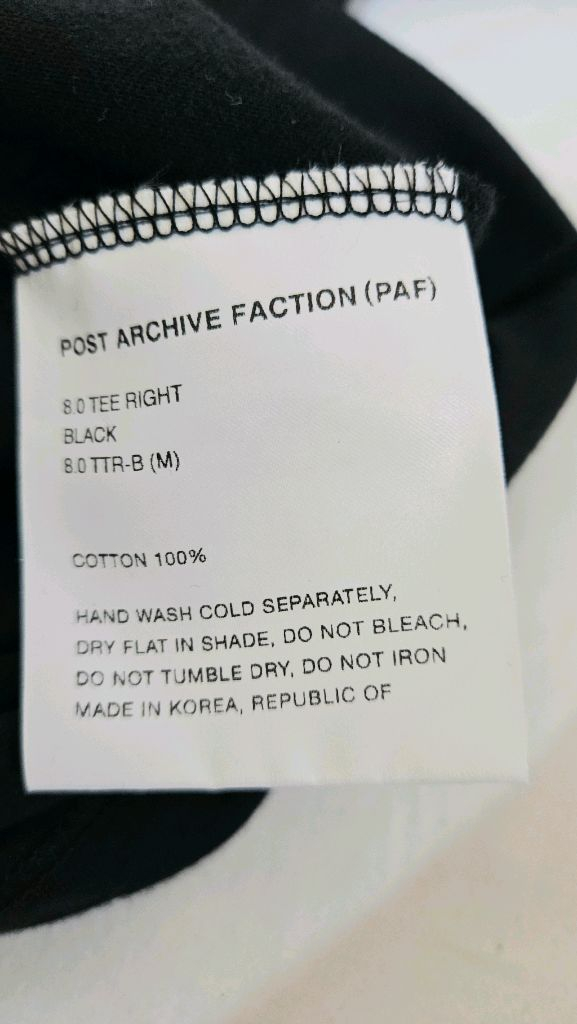 POST ARCHIVE FACTION (PAF)
8.0 TEE RIGHT
BLACK
8.0 TTR-B (M)
COTTON 100%
HAND WASH COLD SEPARATELY,
DRY FLAT IN SHADE, DO NOT BLEACH,
DO NOT TUMBLE DRY, DO NOT IRON
MADE IN KOREA, REPUBLIC OF